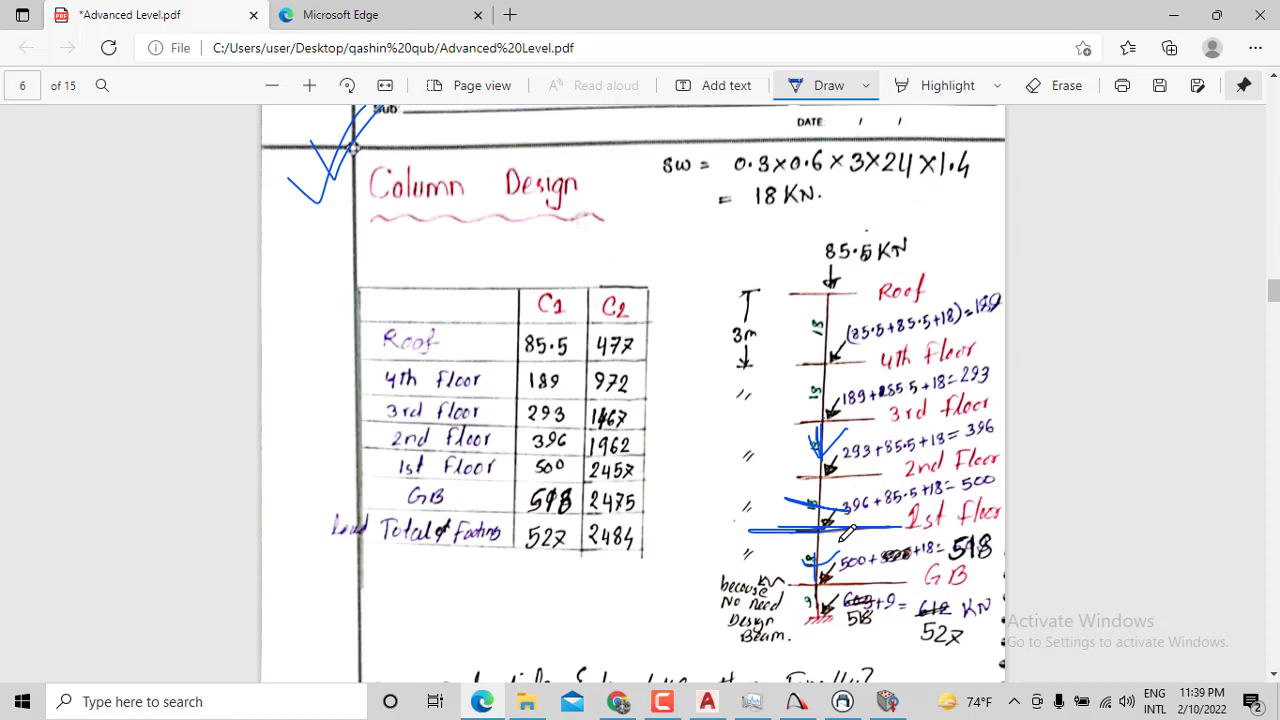 *Advanced Level.pdf
Microsoft Edge
File
C:/Users/user/Desktop/qashin%20qub/Advanced%20Level.pdf
6 of 15
Page view
Read aloud
Add text
Draw
Highlight
Erase
SUB:
DATE: / /
Column Design
SW = 0.3×0.6×3×24×1.4
= 18 KN.
85.5 KN
C1 C2
Roof 85.5 477
4th Floor 189 972
3rd Floor 293 1467
2nd Floor 396 1962
1st Floor 500 2457
GB 518 2475
Load Total of Footing 527 2484
Roof
3m
18
(85.5+85.5+18)=189
4th Floor
18
189+85.5+18=293
3rd Floor
293+85.5+18=396
2nd Floor
396+85.5+18=500
1st Floor
500+ +18= 518
GB
because
No need
Design
Beam.
9
+9 = KN
518
527
Activate Windows
Go to Settings to activate Windows.
Type here to search
74°F
ENG
INTL
11:39 PM
2/10/2022
2